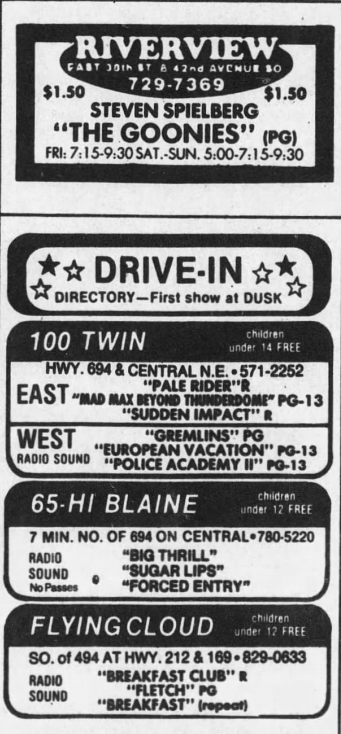 RIVERVIEW
EAST 38th ST & 42nd AVENUE SO
729-7369
$1.50 $1.50
STEVEN SPIELBERG
"THE GOONIES" (PG)
FRI: 7:15-9:30 SAT.-SUN. 5:00-7:15-9:30
DRIVE-IN
DIRECTORY—First show at DUSK
100 TWIN children
under 14 FREE
HWY. 694 & CENTRAL N.E. • 571-2252
"PALE RIDER" R
EAST "MAD MAX BEYOND THUNDERDOME" PG-13
"SUDDEN IMPACT" R
WEST "GREMLINS" PG
RADIO SOUND "EUROPEAN VACATION" PG-13
"POLICE ACADEMY II" PG-13
65-HI BLAINE children
under 12 FREE
7 MIN. NO. OF 694 ON CENTRAL•780-5220
RADIO "BIG THRILL"
SOUND "SUGAR LIPS"
No Passes "FORCED ENTRY"
FLYING CLOUD children
under 12 FREE
SO. of 494 AT HWY. 212 & 169 • 829-0633
RADIO "BREAKFAST CLUB" R
SOUND "FLETCH" PG
"BREAKFAST" (repeat)